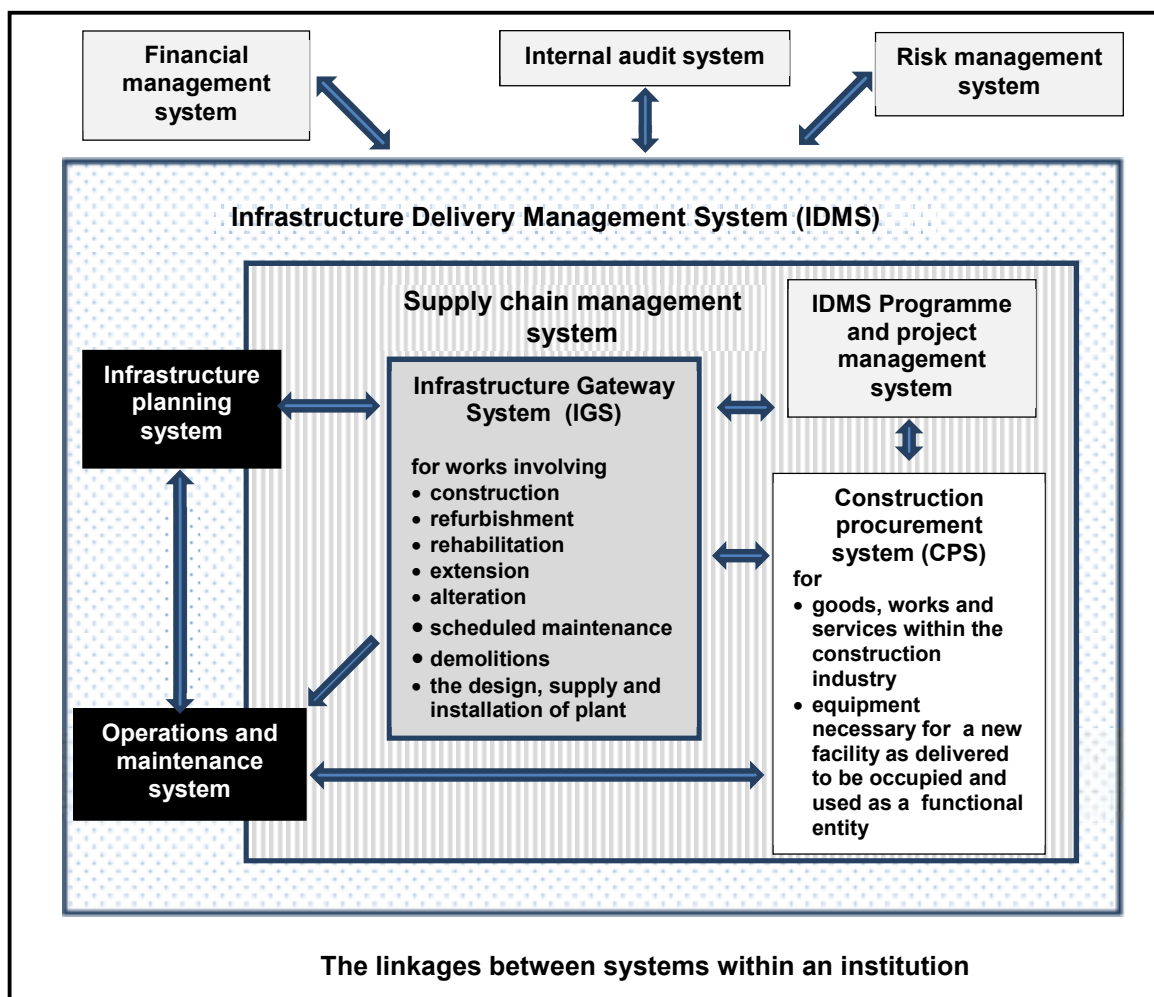 Financial
management
system
Internal audit system
Risk management
system
Infrastructure Delivery Management System (IDMS)
Supply chain management
system
IDMS Programme
and project
management
system
Infrastructure
planning
system
Infrastructure Gateway
System (IGS)
for works involving
• construction
• refurbishment
• rehabilitation
• extension
• alteration
• scheduled maintenance
• demolitions
• the design, supply and
installation of plant
Construction
procurement
system (CPS)
for
• goods, works and
services within the
construction
industry
• equipment
necessary for a new
facility as delivered
to be occupied and
used as a functional
entity
Operations and
maintenance
system
The linkages between systems within an institution